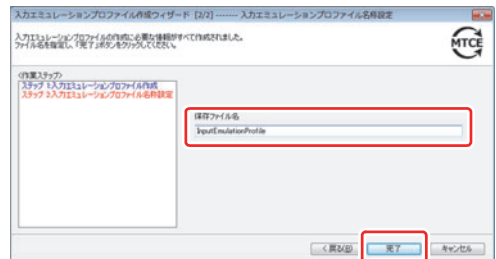 入力エミュレーションプロファイル作成ウィザード [2/2] ------- 入力エミュレーションプロファイル名称設定
入力エミュレーションプロファイルの作成に必要な情報がすべて作成されました。
ファイル名を指定し、「完了」ボタンをクリックしてください。
MTCE
<作業ステップ>
ステップ 1入力エミュレーションプロファイル作成
ステップ 2入力エミュレーションプロファイル名称設定
保存ファイル名
InputEmulationProfile
< 戻る(B)
完了
キャンセル